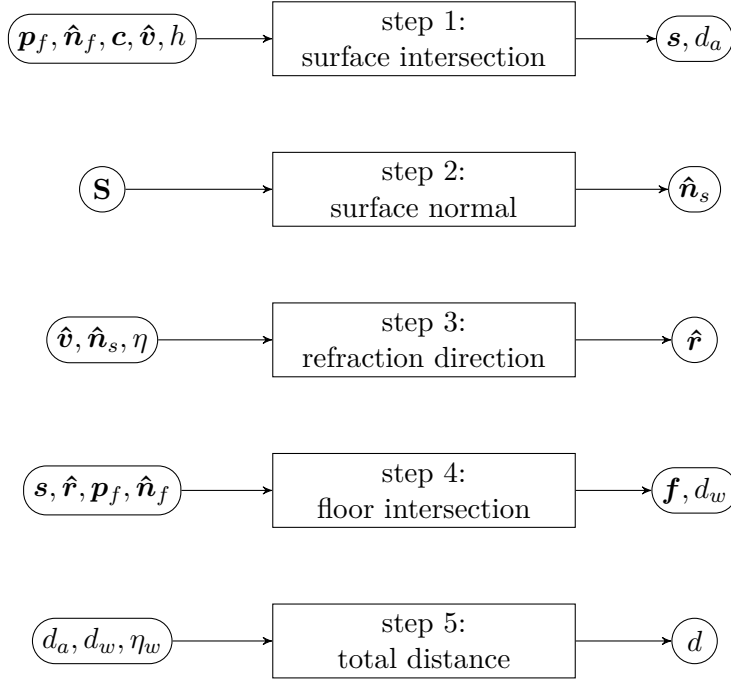 𝒑_f, 𝒏̂_f, 𝒄, 𝒗̂, h
step 1:
surface intersection
𝒔, d_a
𝐒
step 2:
surface normal
𝒏̂_s
𝒗̂, 𝒏̂_s, η
step 3:
refraction direction
𝒓̂
𝒔, 𝒓̂, 𝒑_f, 𝒏̂_f
step 4:
floor intersection
𝒇, d_w
d_a, d_w, η_w
step 5:
total distance
d